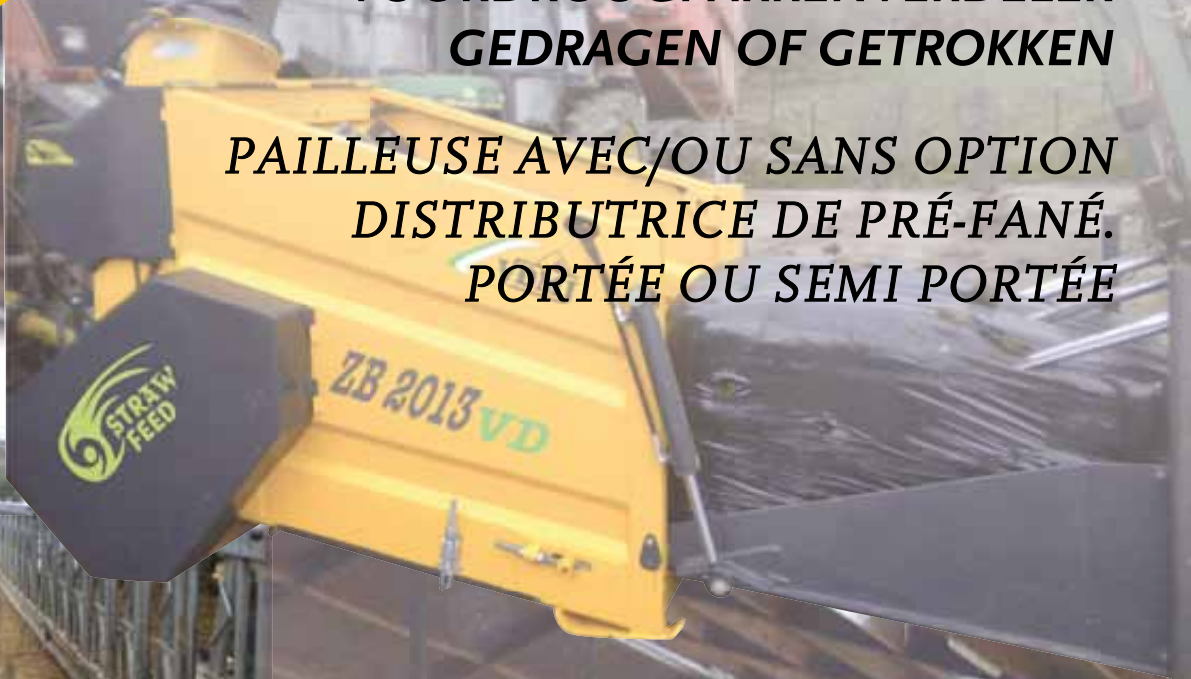 GEDRAGEN OF GETROKKEN
PAILLEUSE AVEC/OU SANS OPTION
DISTRIBUTRICE DE PRÉ-FANÉ.
PORTÉE OU SEMI PORTÉE
ZB 2013 VD
STRAW
FEED